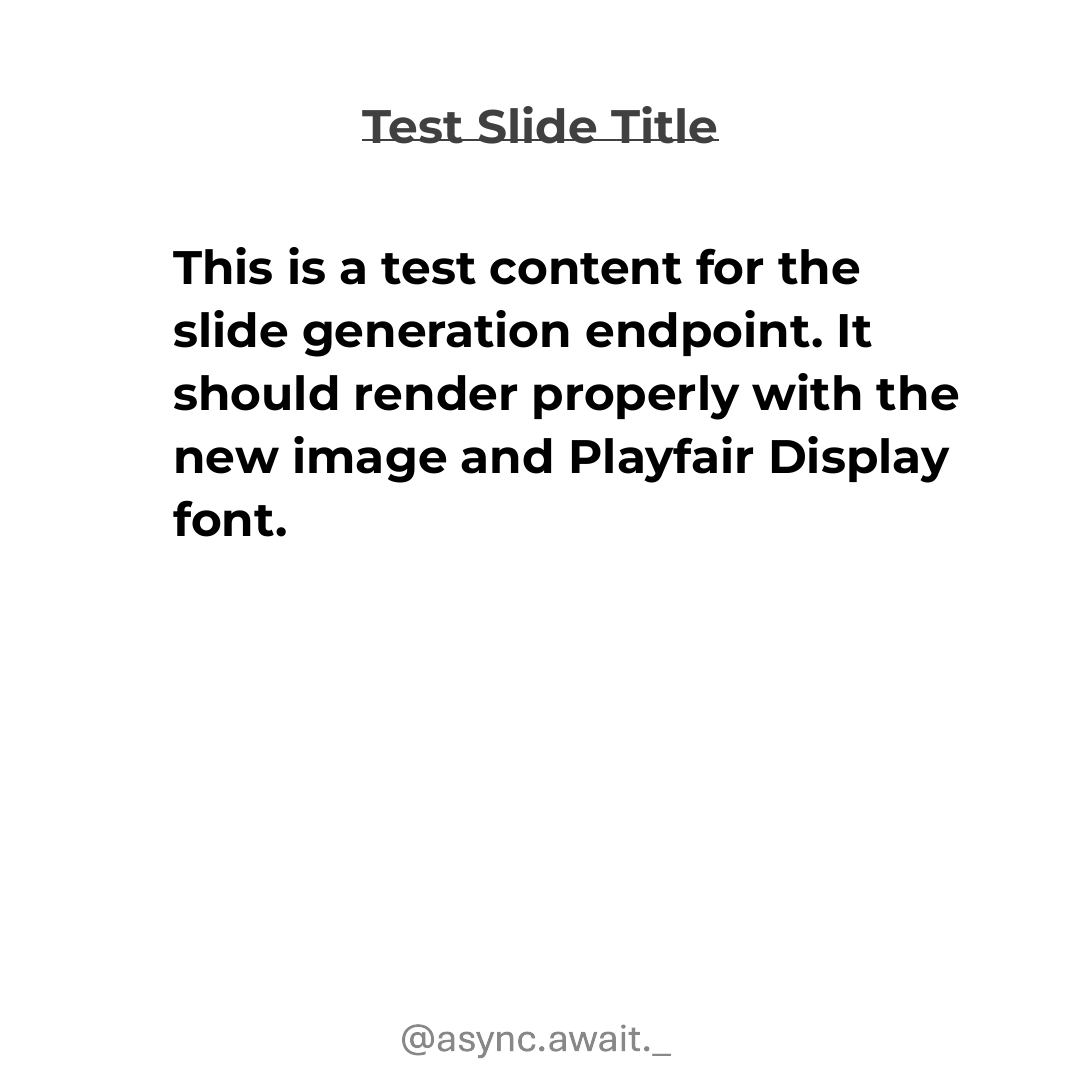 Test Slide Title
This is a test content for the
slide generation endpoint. It
should render properly with the
new image and Playfair Display
font.
@async.await._